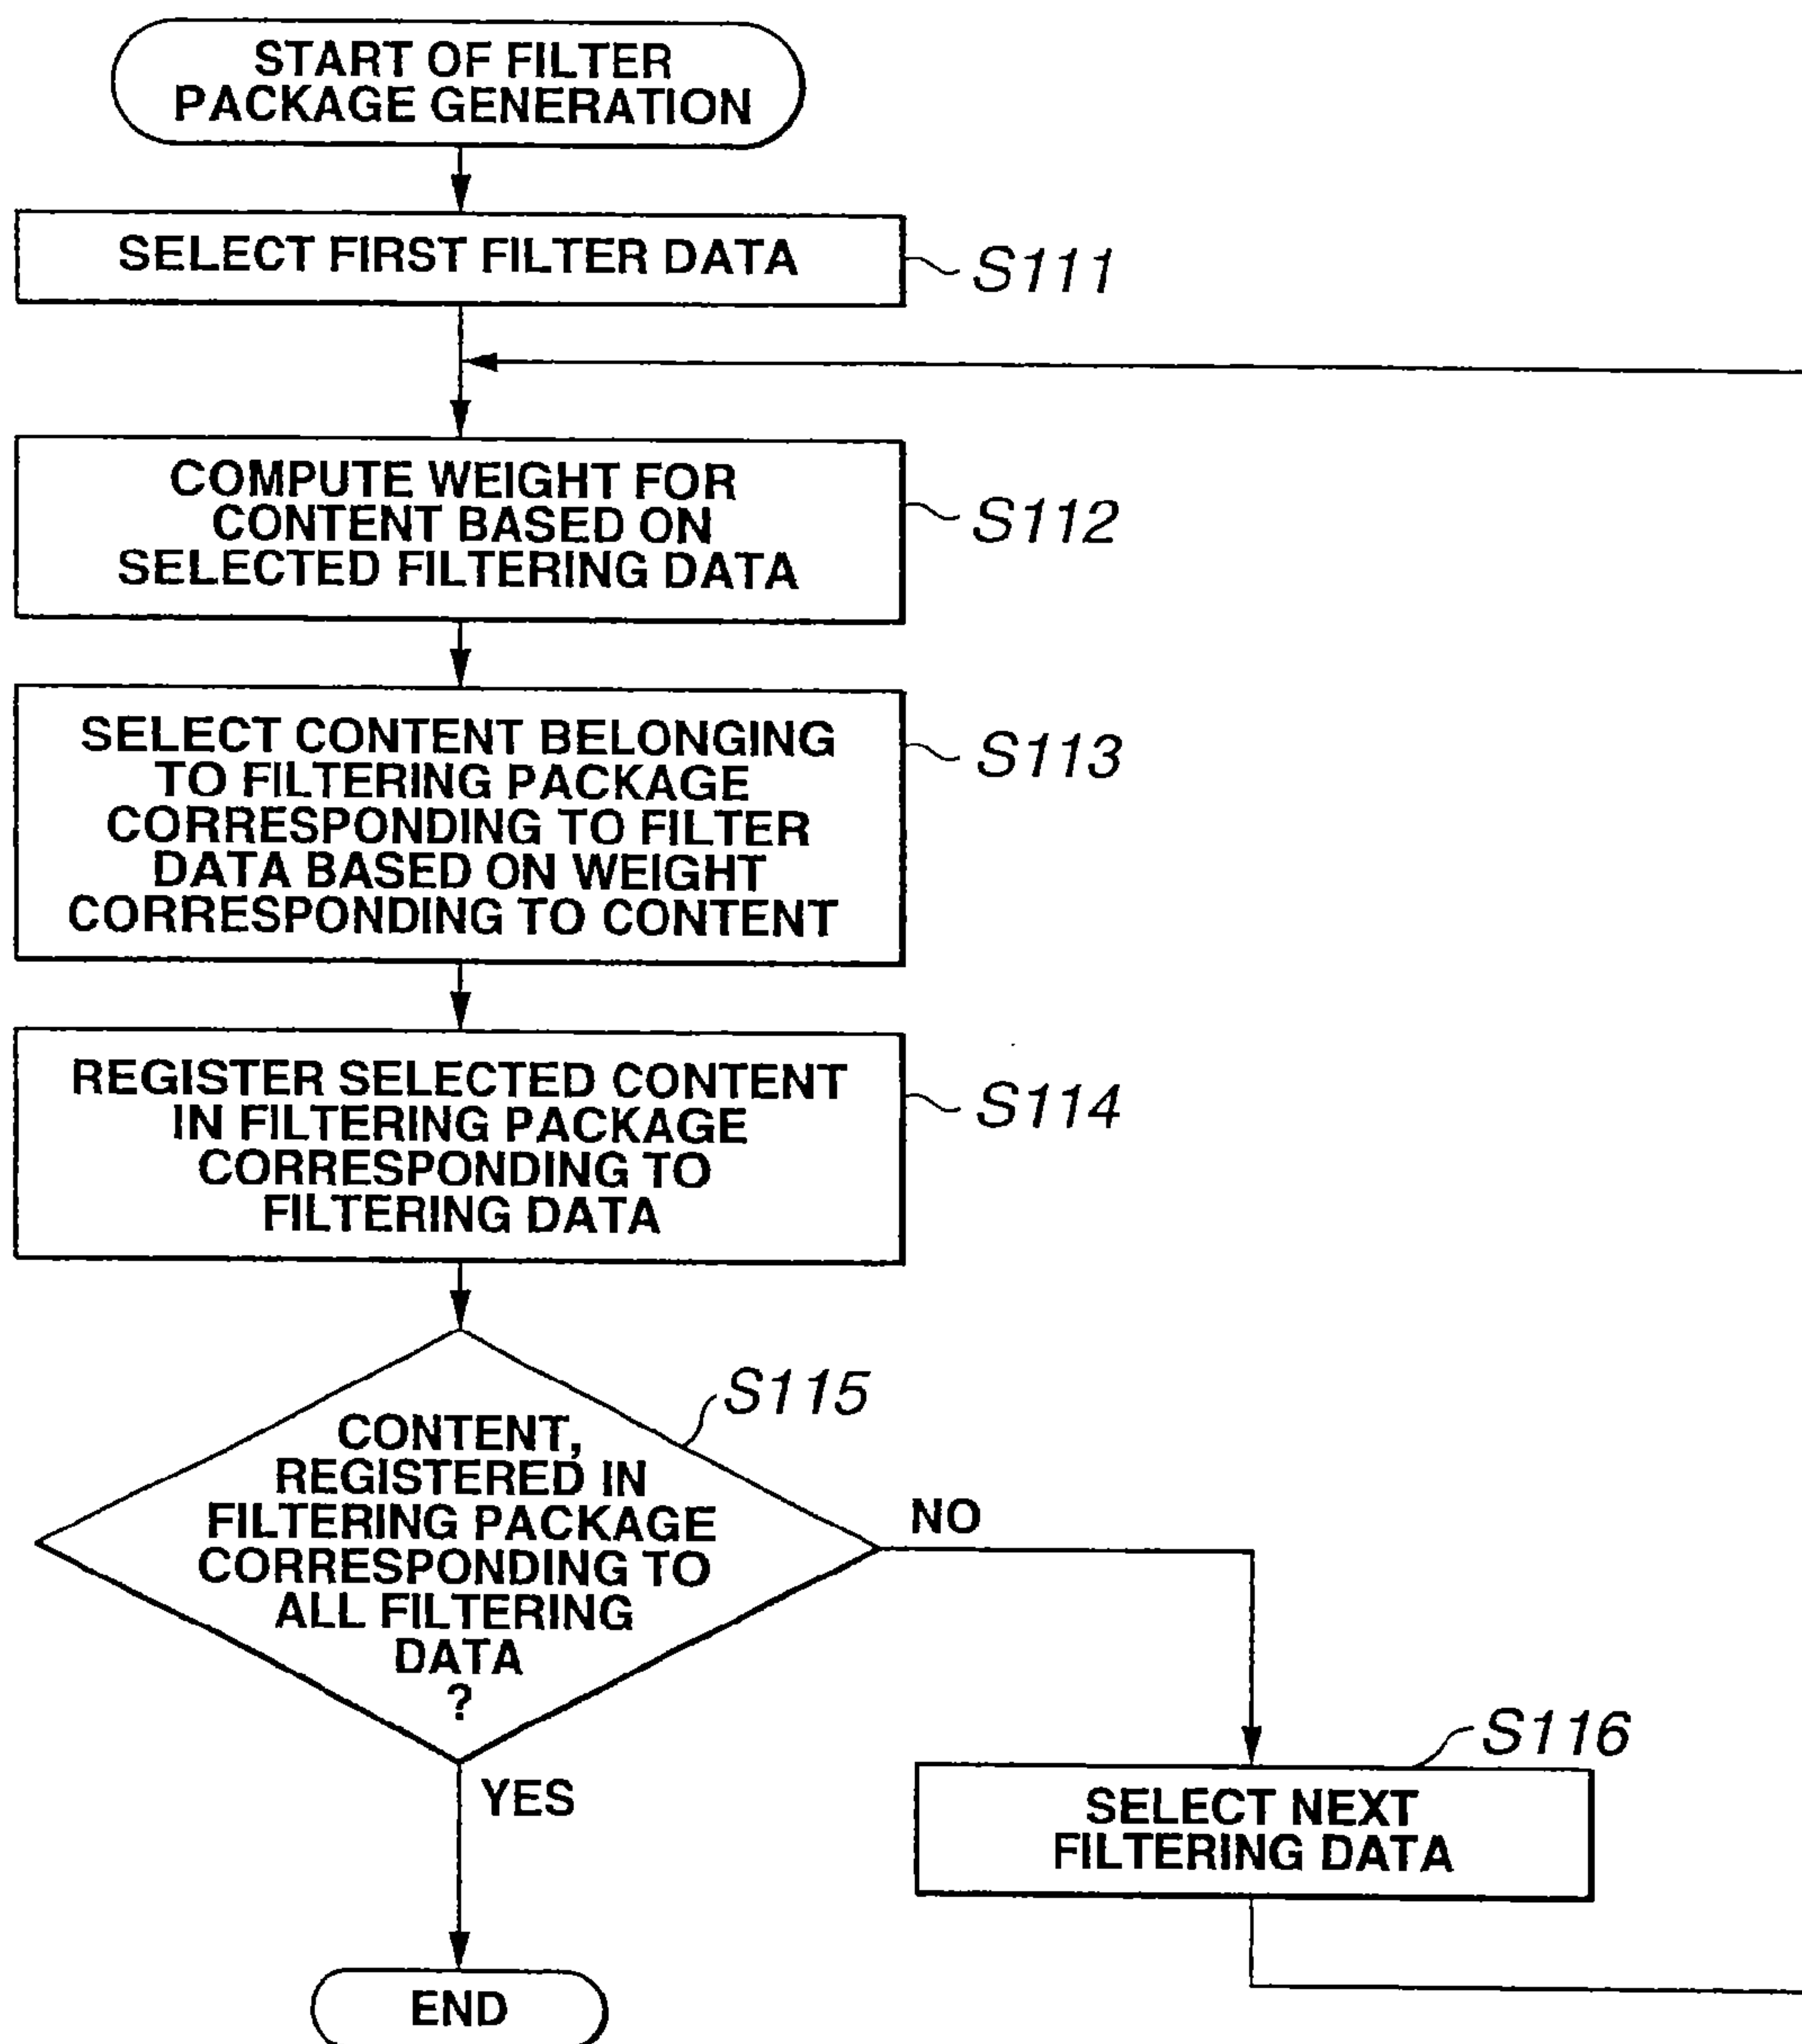 START OF FILTER
PACKAGE GENERATION
SELECT FIRST FILTER DATA
S111
COMPUTE WEIGHT FOR
CONTENT BASED ON
SELECTED FILTERING DATA
S112
SELECT CONTENT BELONGING
TO FILTERING PACKAGE
CORRESPONDING TO FILTER
DATA BASED ON WEIGHT
CORRESPONDING TO CONTENT
S113
REGISTER SELECTED CONTENT
IN FILTERING PACKAGE
CORRESPONDING TO
FILTERING DATA
S114
S115
CONTENT,
REGISTERED IN
FILTERING PACKAGE
CORRESPONDING TO
ALL FILTERING
DATA
?
NO
YES
S116
SELECT NEXT
FILTERING DATA
END